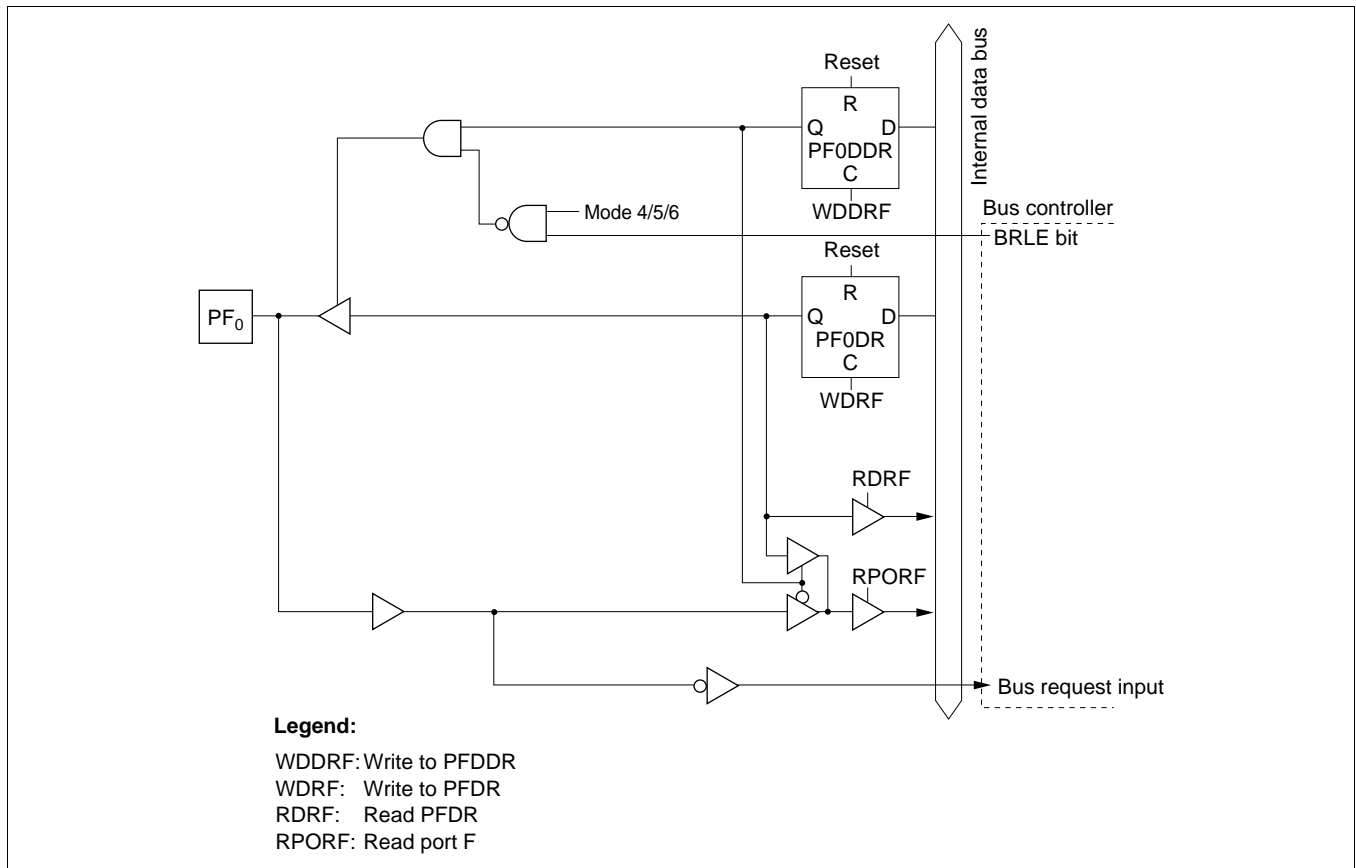 Reset
R
Q D
PF0DDR
C
WDDRF
Internal data bus
Bus controller
Mode 4/5/6
BRLE bit
Reset
R
Q D
PF0DR
C
WDRF
PF₀
RDRF
RPORF
Bus request input
Legend:
WDDRF: Write to PFDDR
WDRF: Write to PFDR
RDRF: Read PFDR
RPORF: Read port F